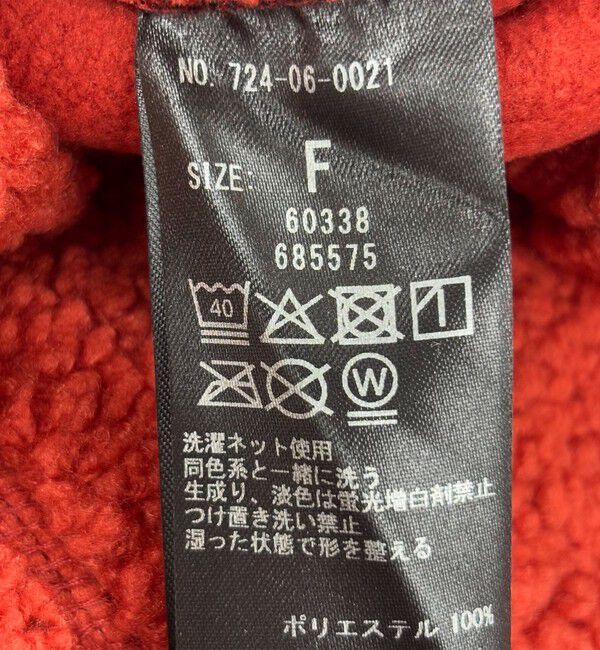 NO. 724-06-0021
SIZE: F
60338
685575
40
W
洗濯ネット使用
同色系と一緒に洗う
生成り、淡色は蛍光増白剤禁止
つけ置き洗い禁止
湿った状態で形を整える
ポリエステル 100%